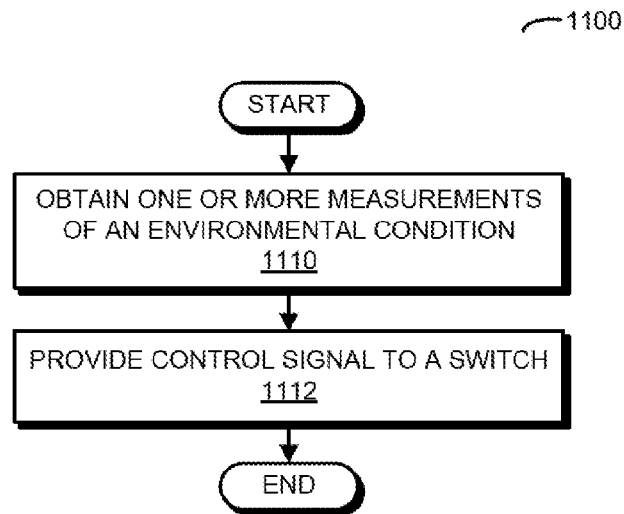 1100
START
OBTAIN ONE OR MORE MEASUREMENTS
OF AN ENVIRONMENTAL CONDITION
1110
PROVIDE CONTROL SIGNAL TO A SWITCH
1112
END